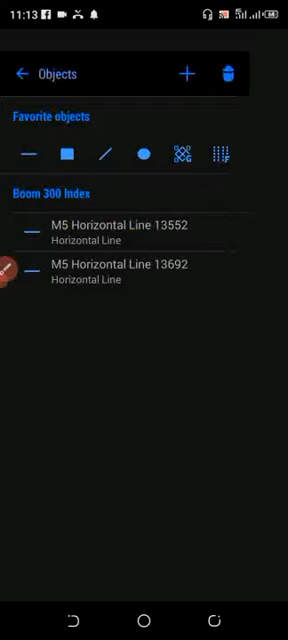 11:13
Objects
Favorite objects
Boom 300 Index
M5 Horizontal Line 13552
Horizontal Line
M5 Horizontal Line 13692
Horizontal Line